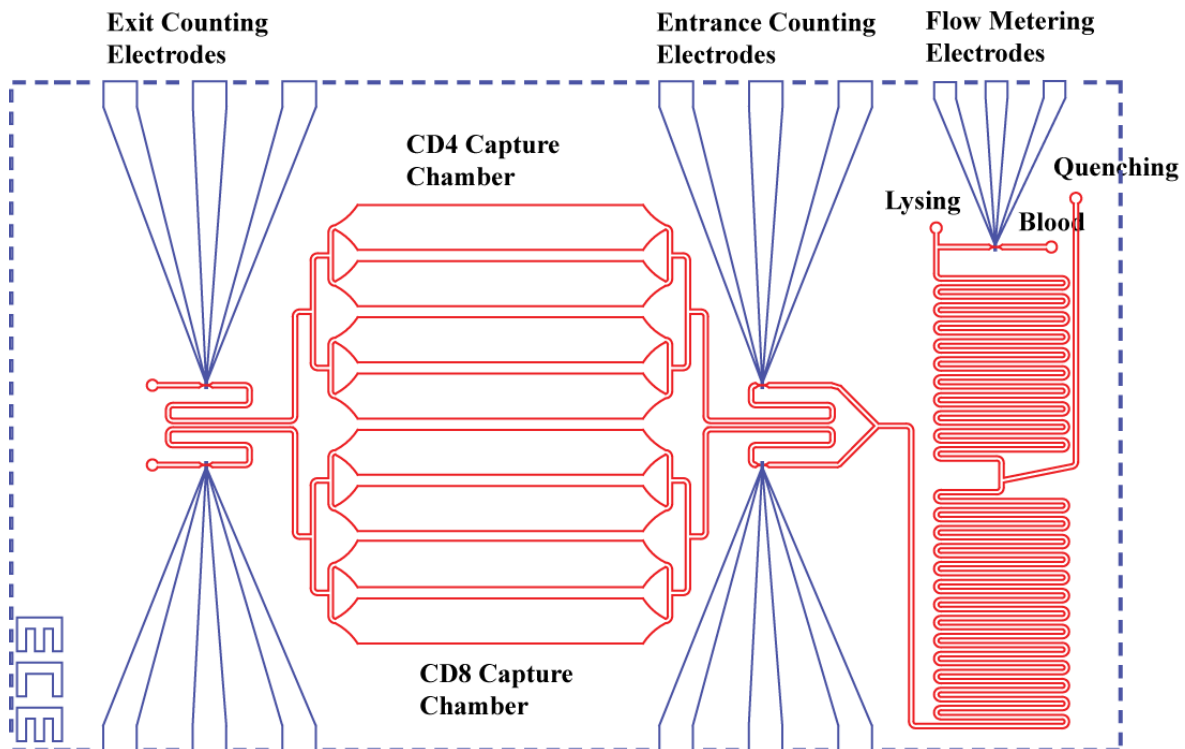 Exit Counting
Electrodes
Entrance Counting
Electrodes
Flow Metering
Electrodes
CD4 Capture
Chamber
Quenching
Lysing
Blood
CD8 Capture
Chamber
ECE